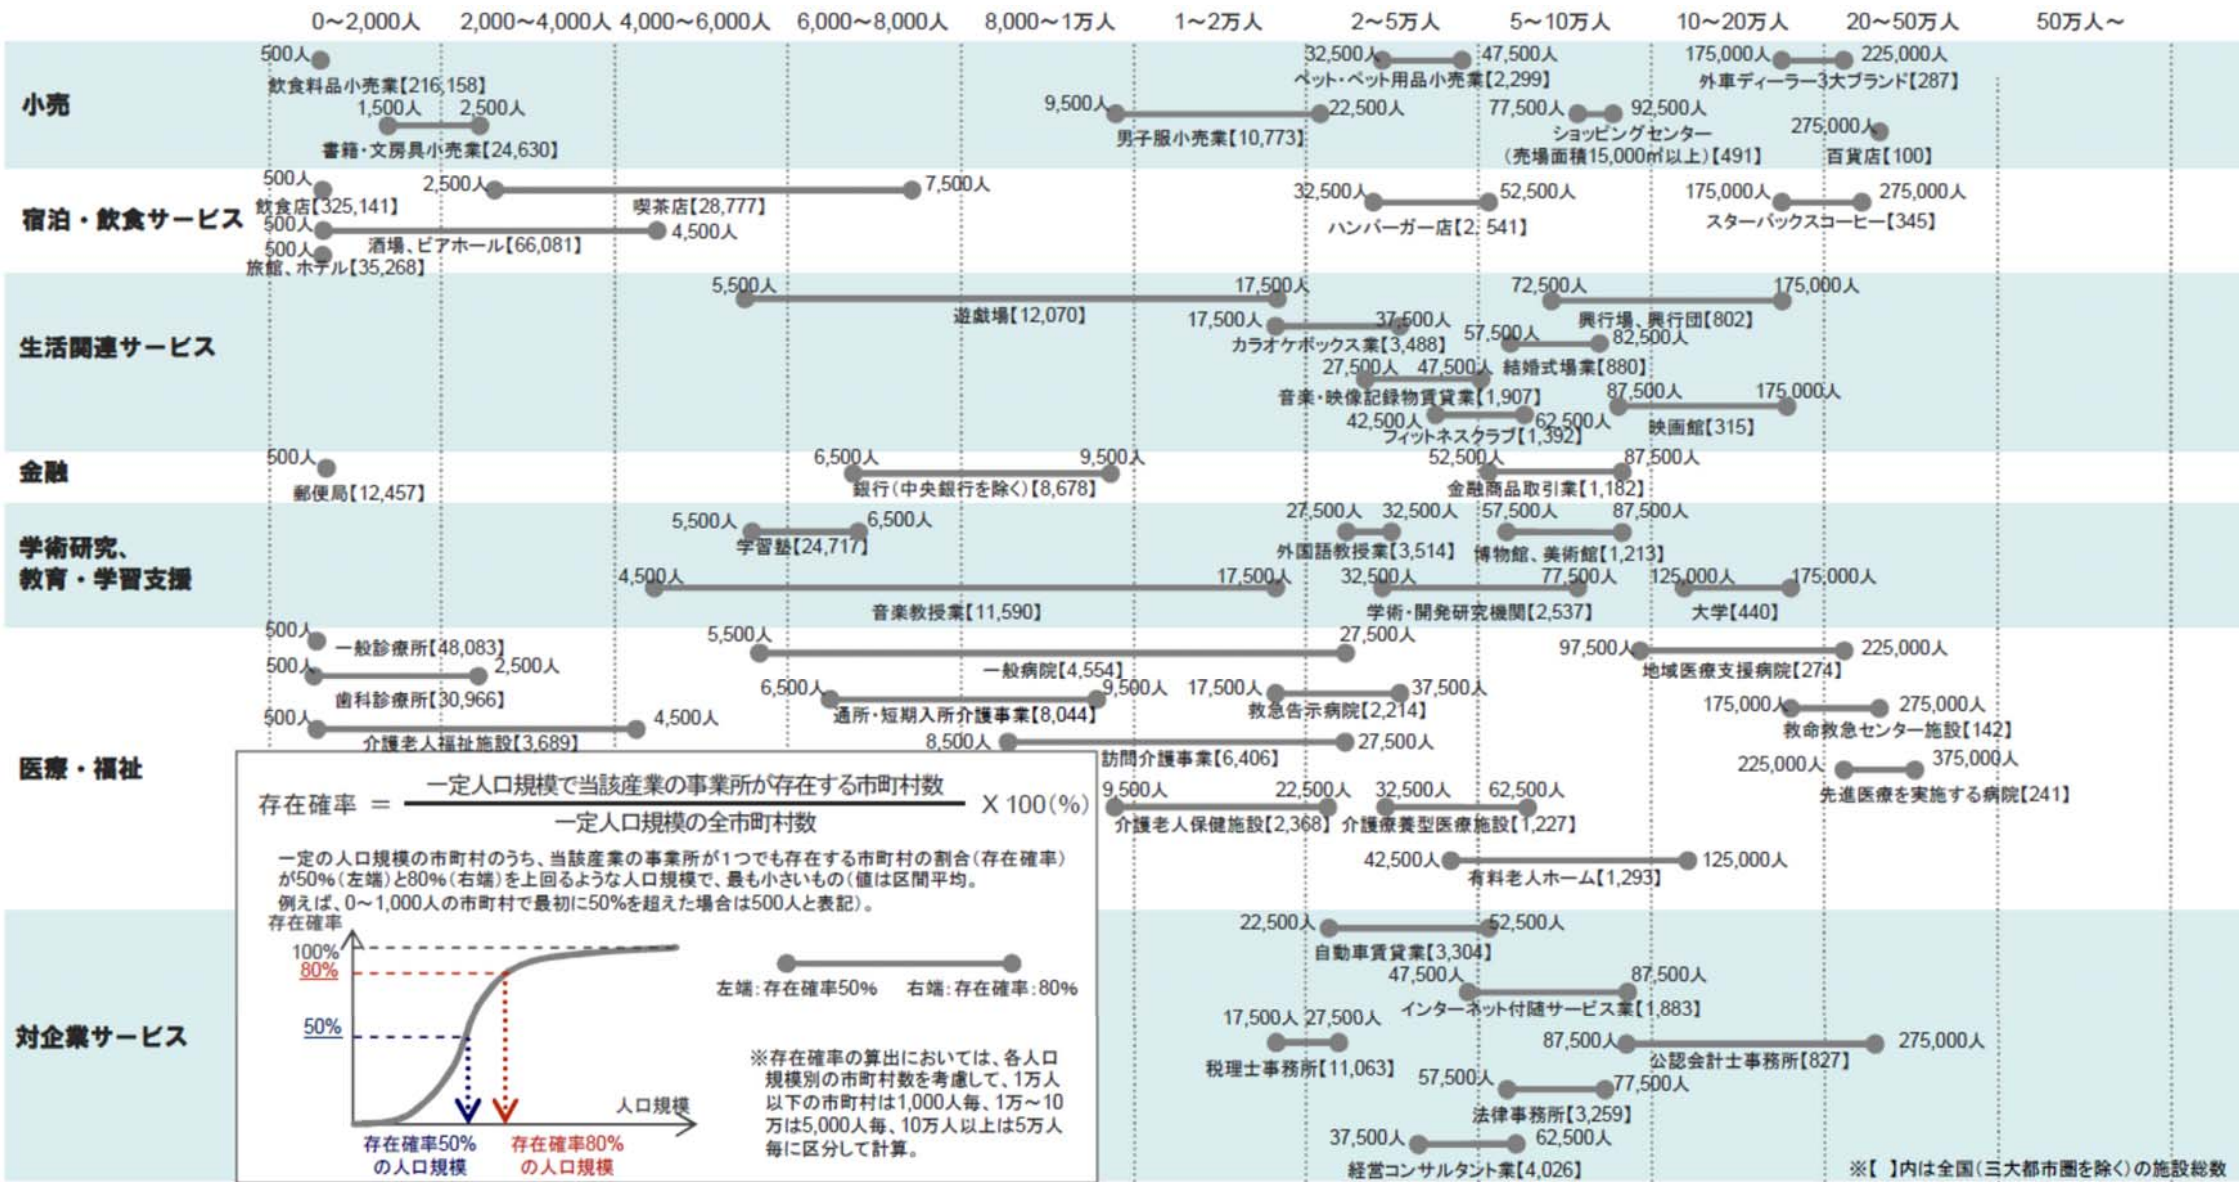 0～2,000人 2,000～4,000人 4,000～6,000人 6,000～8,000人 8,000～1万人 1～2万人 2～5万人 5～10万人 10～20万人 20～50万人 50万人～
小売
500人
飲食料品小売業【216,158】
1,500人 2,500人
書籍・文房具小売業【24,630】
9,500人 22,500人
男子服小売業【10,773】
32,500人 47,500人
ペット・ペット用品小売業【2,299】
77,500人 92,500人
ショッピングセンター
（売場面積15,000㎡以上）【491】
175,000人 225,000人
外車ディーラー3大ブランド【287】
275,000人
百貨店【100】
宿泊・飲食サービス
500人
飲食店【325,141】
2,500人 7,500人
喫茶店【28,777】
500人 4,500人
酒場、ビアホール【66,081】
500人
旅館、ホテル【35,268】
32,500人 52,500人
ハンバーガー店【2．541】
175,000人 275,000人
スターバックスコーヒー【345】
生活関連サービス
5,500人 17,500人
遊戯場【12,070】
17,500人 37,500人
カラオケボックス業【3,488】
27,500人 47,500人
音楽・映像記録物賃貸業【1,907】
42,500人 62,500人
フィットネスクラブ【1,392】
72,500人 175,000人
興行場、興行団【802】
57,500人 82,500人
結婚式場業【880】
87,500人 175,000人
映画館【315】
金融
500人
郵便局【12,457】
6,500人 9,500人
銀行（中央銀行を除く）【8,678】
52,500人 87,500人
金融商品取引業【1,182】
学術研究、
教育・学習支援
5,500人 6,500人
学習塾【24,717】
4,500人 17,500人
音楽教授業【11,590】
27,500人 32,500人
外国語教授業【3,514】
57,500人 87,500人
博物館、美術館【1,213】
32,500人 77,500人
学術・開発研究機関【2,537】
125,000人 175,000人
大学【440】
医療・福祉
500人
一般診療所【48,083】
500人 2,500人
歯科診療所【30,966】
500人 4,500人
介護老人福祉施設【3,689】
5,500人 27,500人
一般病院【4,554】
6,500人 9,500人
通所・短期入所介護事業【8,044】
17,500人 37,500人
救急告示病院【2,214】
8,500人 27,500人
訪問介護事業【6,406】
9,500人 22,500人
介護老人保健施設【2,368】
32,500人 62,500人
介護療養型医療施設【1,227】
42,500人 125,000人
有料老人ホーム【1,293】
97,500人 225,000人
地域医療支援病院【274】
175,000人 275,000人
救命救急センター施設【142】
225,000人 375,000人
先進医療を実施する病院【241】
対企業サービス
22,500人 52,500人
自動車賃貸業【3,304】
47,500人 87,500人
インターネット付随サービス業【1,883】
17,500人 27,500人
税理士事務所【11,063】
87,500人 275,000人
公認会計士事務所【827】
57,500人 77,500人
法律事務所【3,259】
37,500人 62,500人
経営コンサルタント業【4,026】
※【 】内は全国（三大都市圏を除く）の施設総数
一定人口規模で当該産業の事業所が存在する市町村数
存在確率 ＝ X 100（%）
一定人口規模の全市町村数
一定の人口規模の市町村のうち、当該産業の事業所が1つでも存在する市町村の割合（存在確率）
が50%（左端）と80%（右端）を上回るような人口規模で、最も小さいもの（値は区間平均。
例えば、0～1,000人の市町村で最初に50%を超えた場合は500人と表記）。
存在確率
100%
80%
50%
人口規模
存在確率50%
の人口規模
存在確率80%
の人口規模
左端：存在確率50% 右端：存在確率：80%
※存在確率の算出においては、各人口
規模別の市町村数を考慮して、1万人
以下の市町村は1,000人毎、1万～10
万は5,000人毎、10万人以上は5万人
毎に区分して計算。